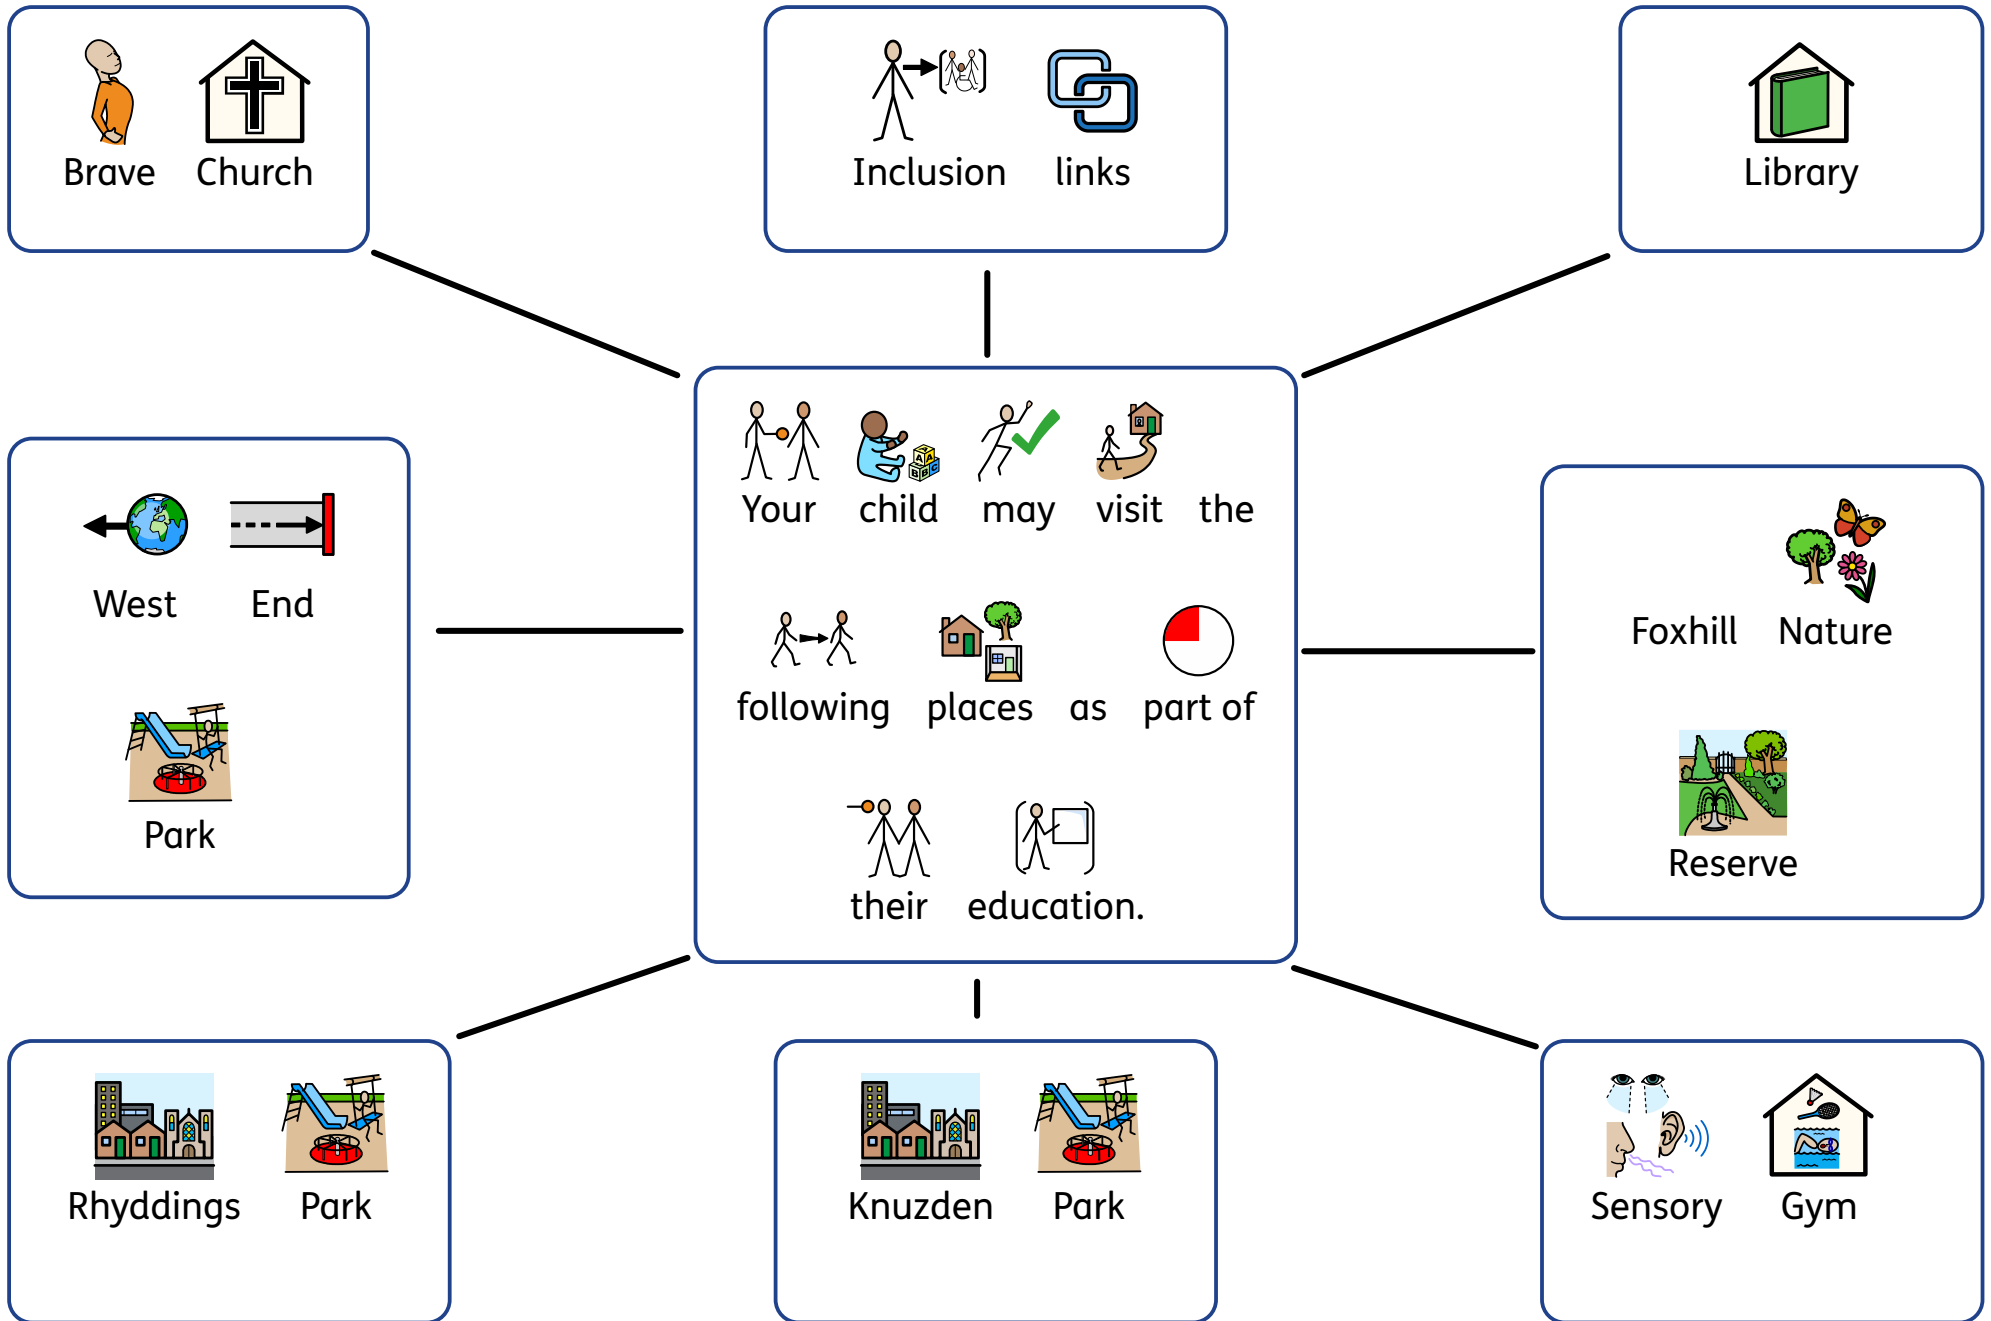 Brave Church
Inclusion links
Library
Your child may visit the
following places as part of
their education.
West End
Park
Foxhill Nature
Reserve
Rhyddings Park
Knuzden Park
Sensory Gym